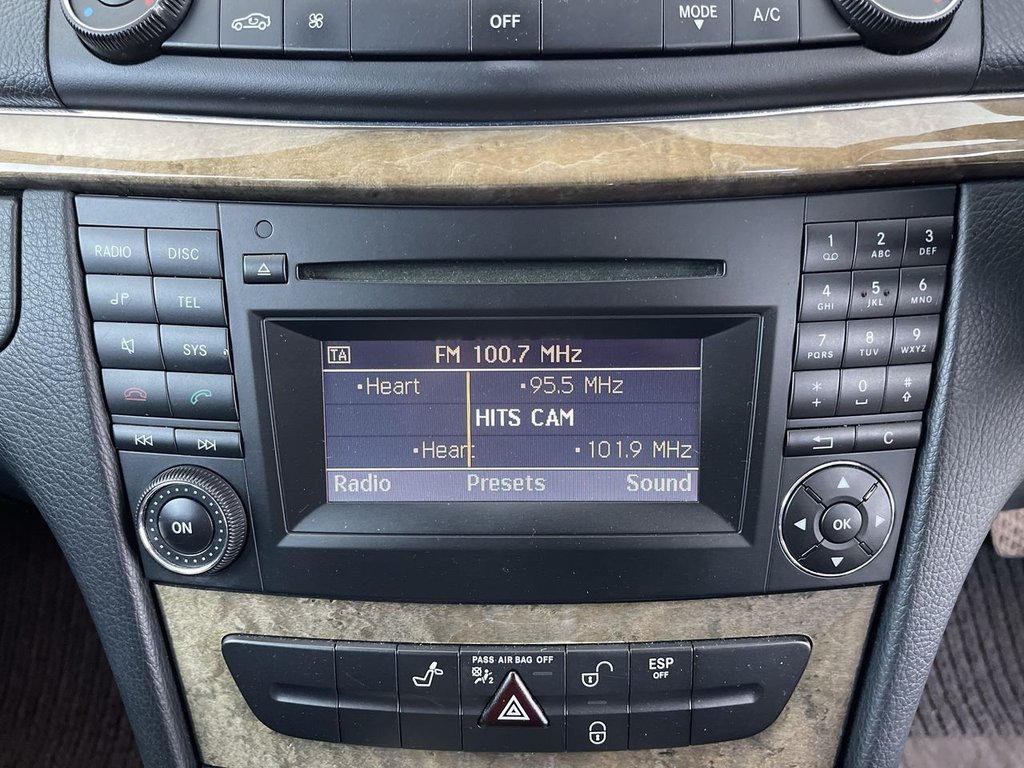 OFF
MODE
A/C
RADIO
DISC
TEL
SYS
ON
TA
FM 100.7 MHz
•Heart
•95.5 MHz
HITS CAM
•Heart
•101.9 MHz
Radio
Presets
Sound
1
2
ABC
3
DEF
4
GHI
5
JKL
6
MNO
7
PQRS
8
TUV
9
WXYZ
*
+
0
#
C
OK
PASS AIR BAG OFF
2
ESP
OFF